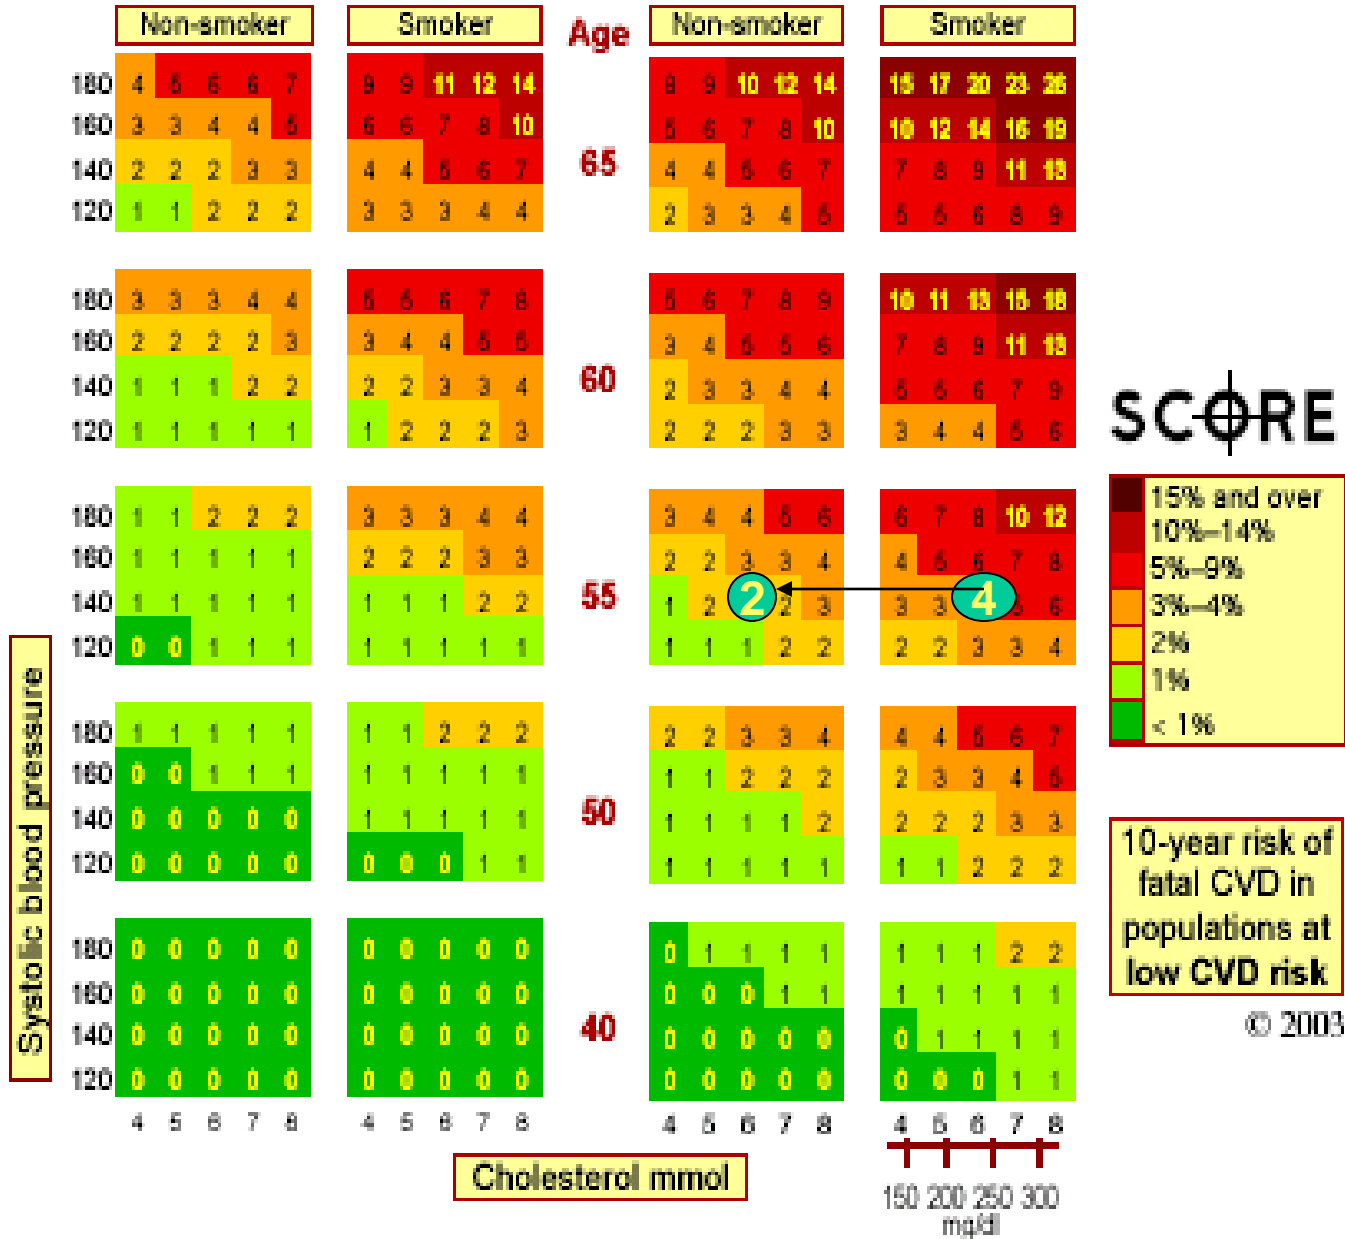 Non-smoker Smoker Age Non-smoker Smoker
180 4 5 6 6 7 9 9 11 12 14 8 9 10 12 14 15 17 20 23 26
160 3 3 4 4 5 6 6 7 8 10 5 6 7 8 10 10 12 14 16 19
65
140 2 2 2 3 3 4 4 5 6 7 4 4 5 6 7 7 8 9 11 13
120 1 1 2 2 2 3 3 3 4 4 2 3 3 4 5 5 5 6 8 9
180 3 3 3 4 4 5 5 6 7 8 5 6 7 8 9 10 11 13 15 18
160 2 2 2 2 3 3 4 4 5 5 3 4 5 5 6 7 8 9 11 13
60
140 1 1 1 2 2 2 2 3 3 4 2 3 3 4 4 5 5 6 7 9
120 1 1 1 1 1 1 2 2 2 3 2 2 2 3 3 3 4 4 5 6
180 1 1 2 2 2 3 3 3 4 4 3 4 4 5 6 6 7 8 10 12
160 1 1 1 1 1 2 2 2 3 3 2 2 3 3 4 4 5 6 7 8
55
140 1 1 1 1 1 1 1 1 2 2 1 2 2 2 3 3 3 4 5 6
120 0 0 1 1 1 1 1 1 1 1 1 1 1 2 2 2 2 3 3 4
180 1 1 1 1 1 1 1 2 2 2 2 2 3 3 4 4 4 5 6 7
160 0 0 1 1 1 1 1 1 1 1 1 1 2 2 2 2 3 3 4 5
50
140 0 0 0 0 0 1 1 1 1 1 1 1 1 1 2 2 2 2 3 3
120 0 0 0 0 0 0 0 0 1 1 1 1 1 1 1 1 1 2 2 2
180 0 0 0 0 0 0 0 0 0 0 0 1 1 1 1 1 1 1 2 2
160 0 0 0 0 0 0 0 0 0 0 0 0 0 1 1 1 1 1 1 1
40
140 0 0 0 0 0 0 0 0 0 0 0 0 0 0 0 0 1 1 1 1
120 0 0 0 0 0 0 0 0 0 0 0 0 0 0 0 0 0 0 1 1
4 5 6 7 8 4 5 6 7 8 4 5 6 7 8 4 5 6 7 8
Systolic blood pressure
Cholesterol mmol
150 200 250 300
mg/dl
SCORE
15% and over
10%–14%
5%–9%
3%–4%
2%
1%
< 1%
10-year risk of
fatal CVD in
populations at
low CVD risk
© 2003